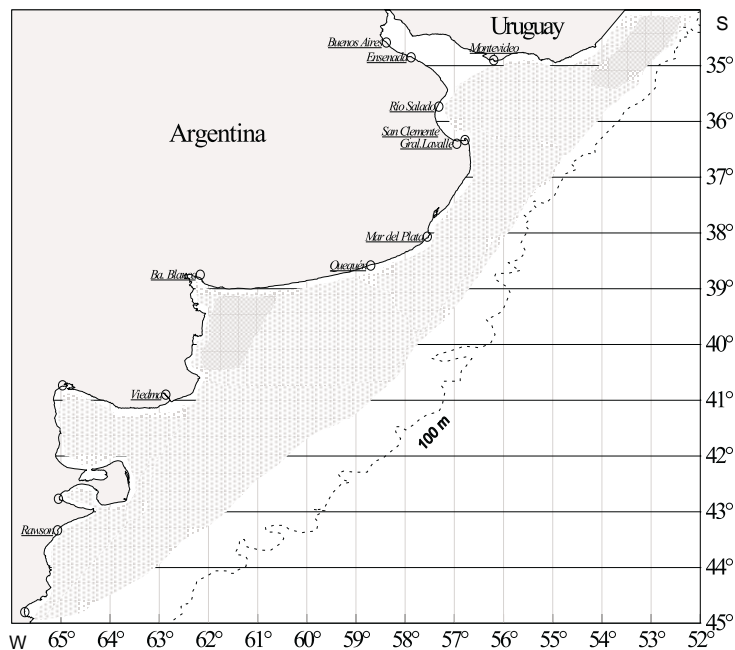 Uruguay
S
Buenos Aires
Montevideo
Ensenada
35°
Río Salado
36°
Argentina
San Clemente
Gral.Lavalle
37°
Mar del Plata
38°
Quequén
Ba. Blanca
39°
40°
Viedma
41°
100 m
42°
43°
Rawson
44°
45°
W 65° 64° 63° 62° 61° 60° 59° 58° 57° 56° 55° 54° 53° 52°